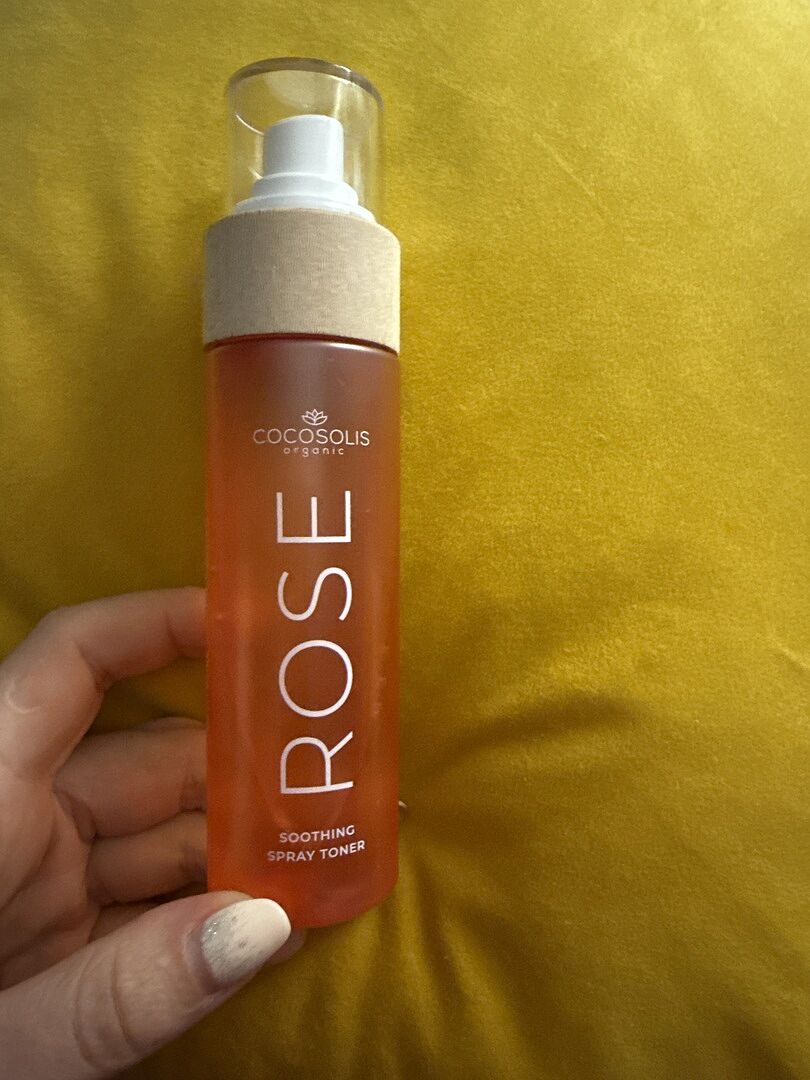 COCOSOLIS
organic
ROSE
SOOTHING
SPRAY TONER